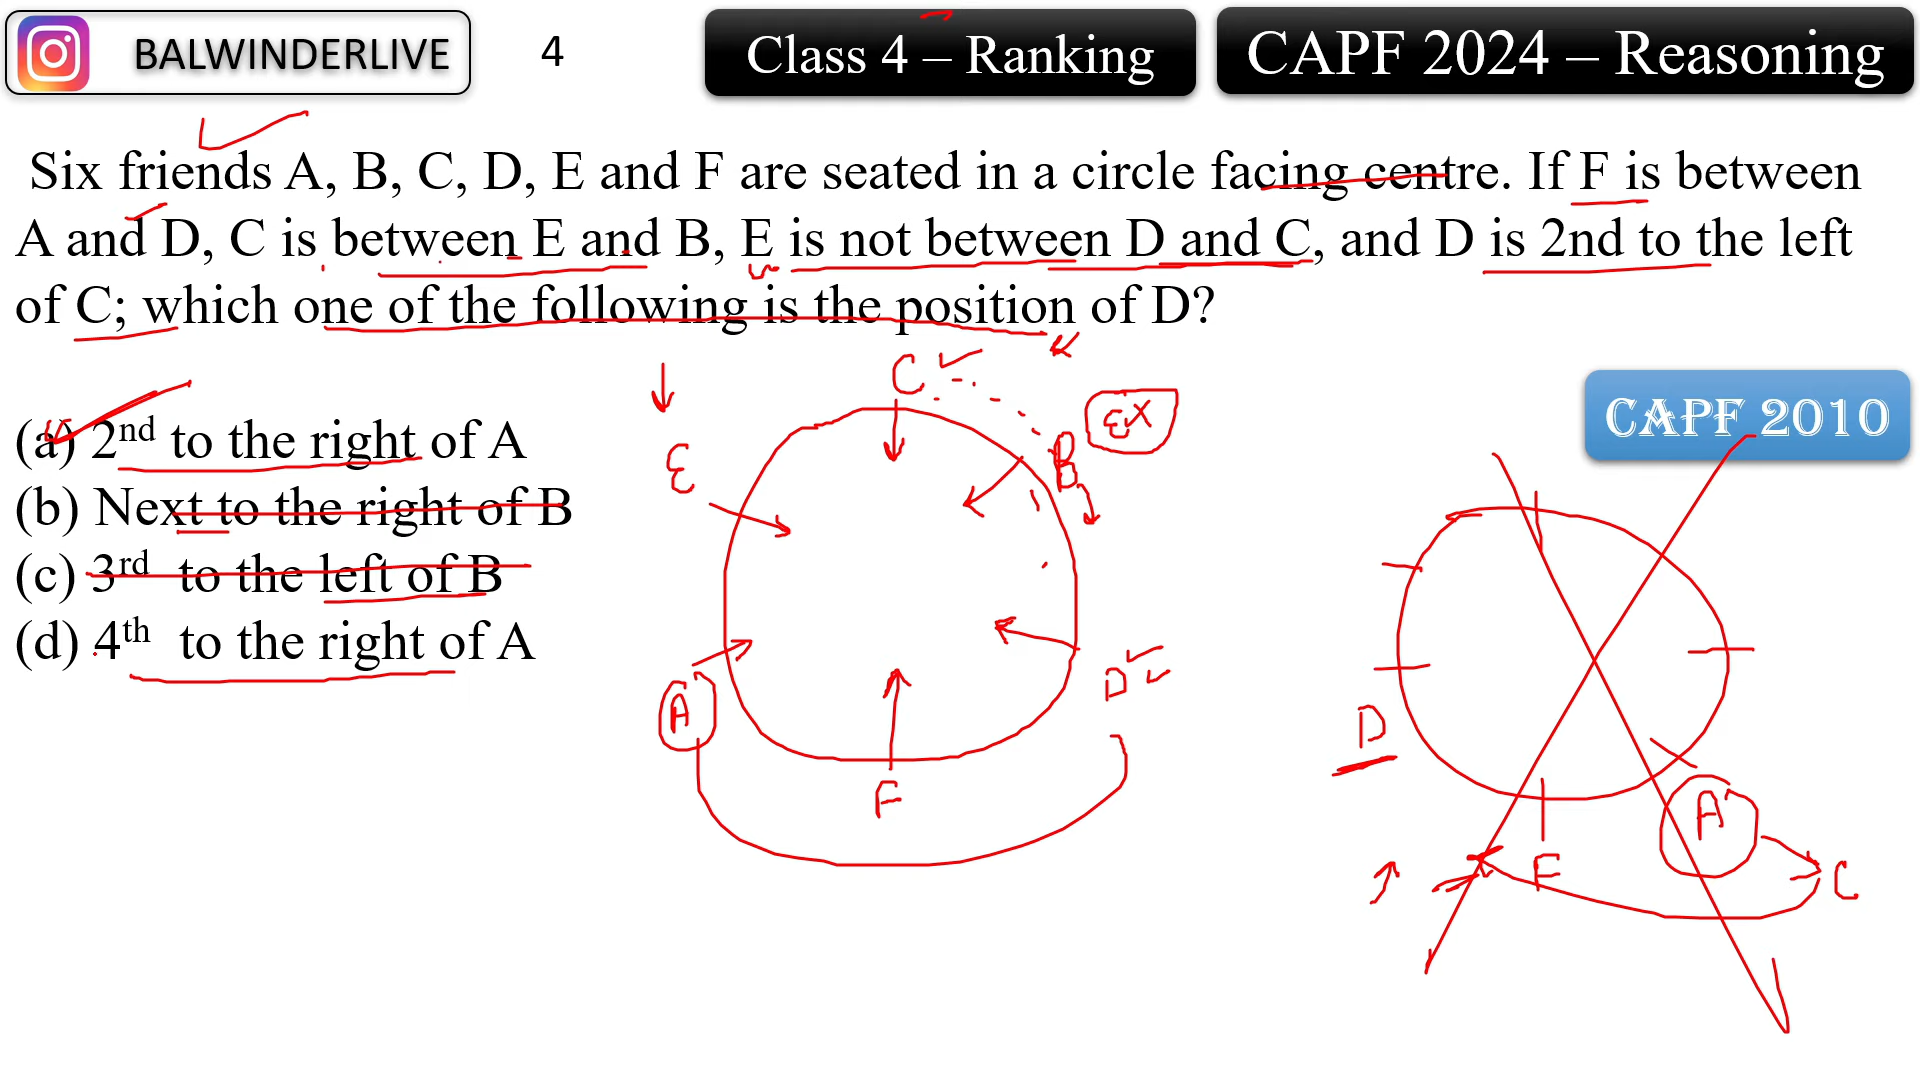 BALWINDERLIVE
4
Class 4 – Ranking
CAPF 2024 – Reasoning
Six friends A, B, C, D, E and F are seated in a circle facing centre. If F is between
A and D, C is between E and B, E is not between D and C, and D is 2nd to the left
of C; which one of the following is the position of D?
CAPF 2010
(a) 2nd to the right of A
(b) Next to the right of B
(c) 3rd to the left of B
(d) 4th to the right of A
C
E
B
EX
A
D
F
D
A
F
C